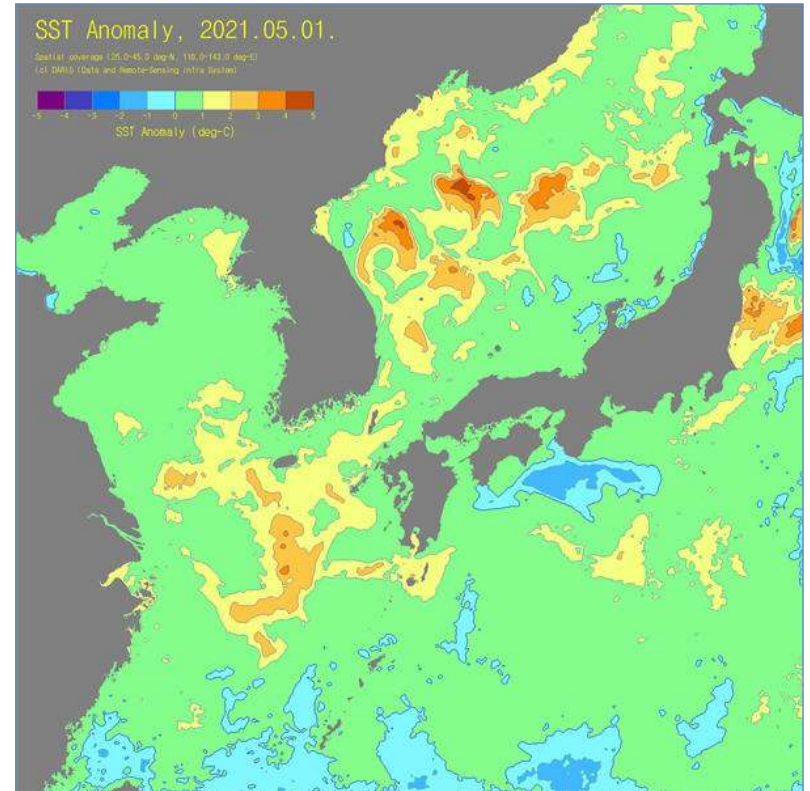 SST Anomaly, 2021.05.01.
Spatial coverage (25.0-45.0 deg-N, 118.0-143.0 deg-E)
(c) DARIS (Data and Remote-Sensing Infra System)
-5 -4 -3 -2 -1 0 1 2 3 4 5
SST Anomaly (deg-C)